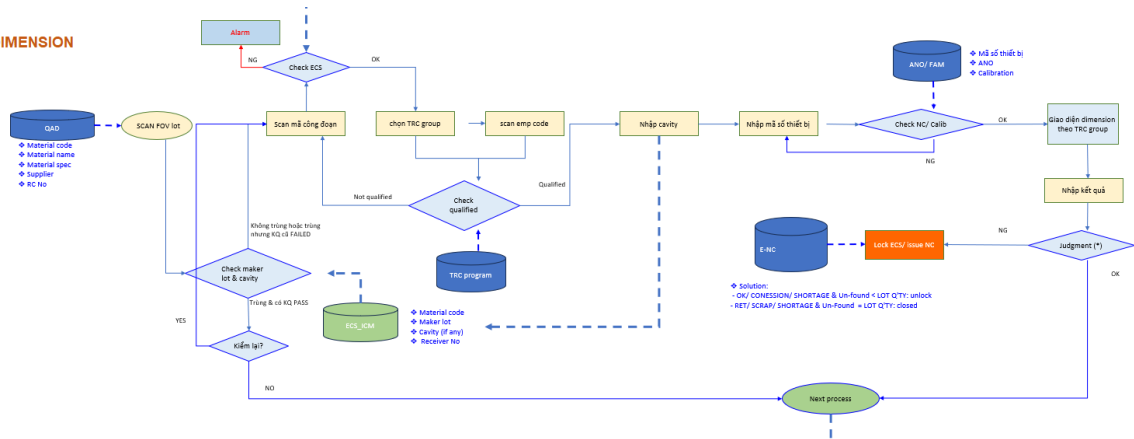 IMENSION
Alarm
NG
Check ECS
OK
QAD
❖ Material code
❖ Material name
❖ Material spec
❖ Supplier
❖ RC No
SCAN FOV lot
Scan mã công đoạn
chọn TRC group
scan emp code
Nhập cavity
Nhập mã số thiết bị
ANO/ FAM
❖ Mã số thiết bị
❖ ANO
❖ Calibration
Check NC/ Calib
OK
NG
Giao diện dimension
theo TRC group
Not qualified
Check
qualified
Qualified
TRC program
Nhập kết quả
Không trùng hoặc trùng
nhưng KQ cũ FAILED
Check maker
lot & cavity
Trùng & có KQ PASS
YES
Kiểm lại?
NO
ECS_ICM
❖ Material code
❖ Maker lot
❖ Cavity (if any)
❖ Receiver No
E-NC
Lock ECS/ issue NC
NG
Judgment (*)
OK
❖ Solution:
- OK/ CONESSION/ SHORTAGE & Un-found < LOT Q'TY: unlock
- RET/ SCRAP/ SHORTAGE & Un-Found = LOT Q'TY: closed
Next process